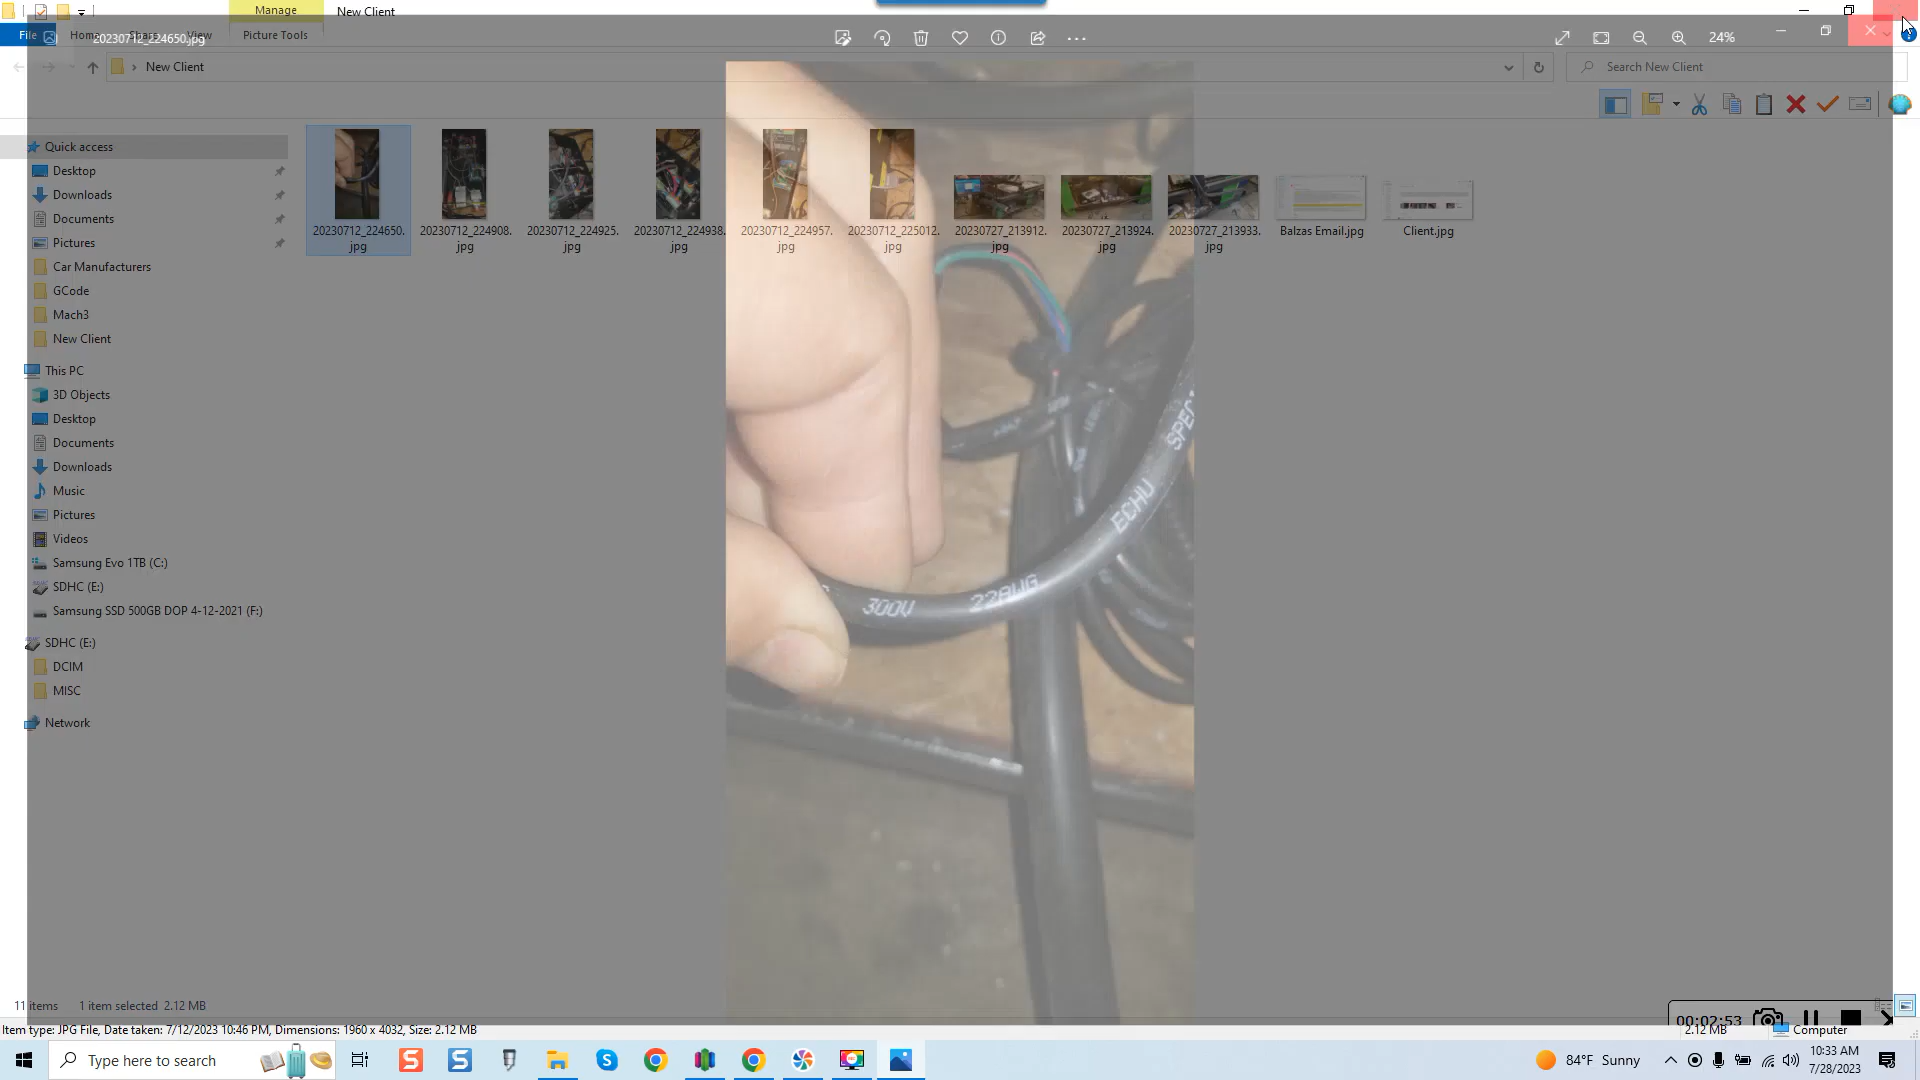 Manage
New Client
File
Home
Share
View
Picture Tools
20230712_224650.jpg
24%
New Client
Search New Client
Quick access
Desktop
Downloads
Documents
Pictures
Car Manufacturers
GCode
Mach3
New Client
This PC
3D Objects
Desktop
Documents
Downloads
Music
Pictures
Videos
Samsung Evo 1TB (C:)
SDHC (E:)
Samsung SSD 500GB DOP 4-12-2021 (F:)
SDHC (E:)
DCIM
MISC
Network
20230712_224650.
jpg
20230712_224908.
jpg
20230712_224925.
jpg
20230712_224938.
jpg
20230712_224957.
jpg
20230712_225012.
jpg
20230727_213912.
jpg
20230727_213924.
jpg
20230727_213933.
jpg
Balzas Email.jpg
Client.jpg
300V 22AWG ECHU SPEC
11 items
1 item selected 2.12 MB
00:02:53
Item type: JPG File, Date taken: 7/12/2023 10:46 PM, Dimensions: 1960 x 4032, Size: 2.12 MB
2.12 MB
Computer
Type here to search
84°F Sunny
10:33 AM
7/28/2023